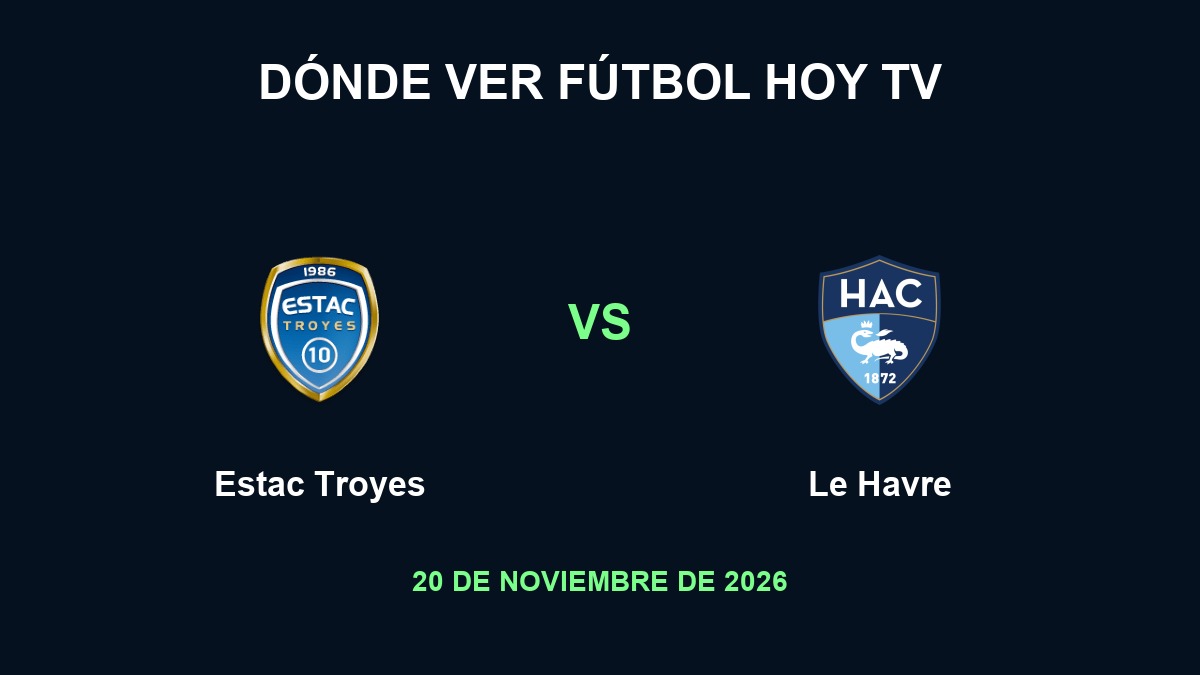 DÓNDE VER FÚTBOL HOY TV
1986
ESTAC
TROYES
10
VS
HAC
1872
Estac Troyes
Le Havre
20 DE NOVIEMBRE DE 2026